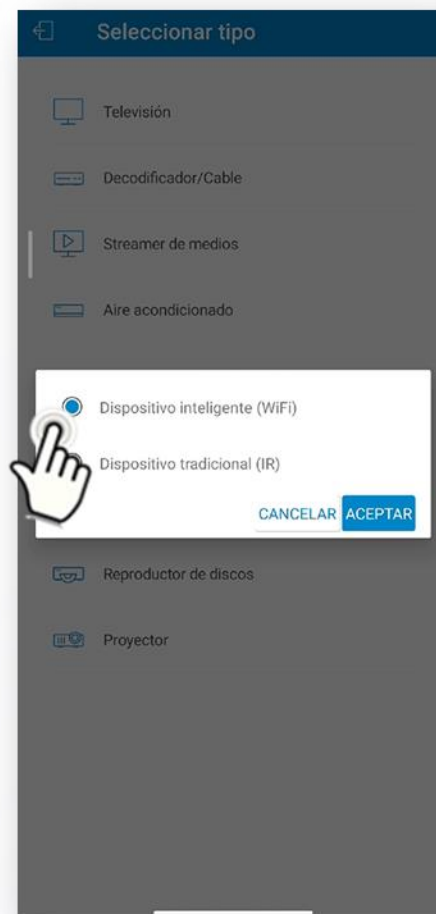 Seleccionar tipo
Televisión
Decodificador/Cable
Streamer de medios
Aire acondicionado
Dispositivo inteligente (WiFi)
Dispositivo tradicional (IR)
CANCELAR ACEPTAR
Reproductor de discos
Proyector